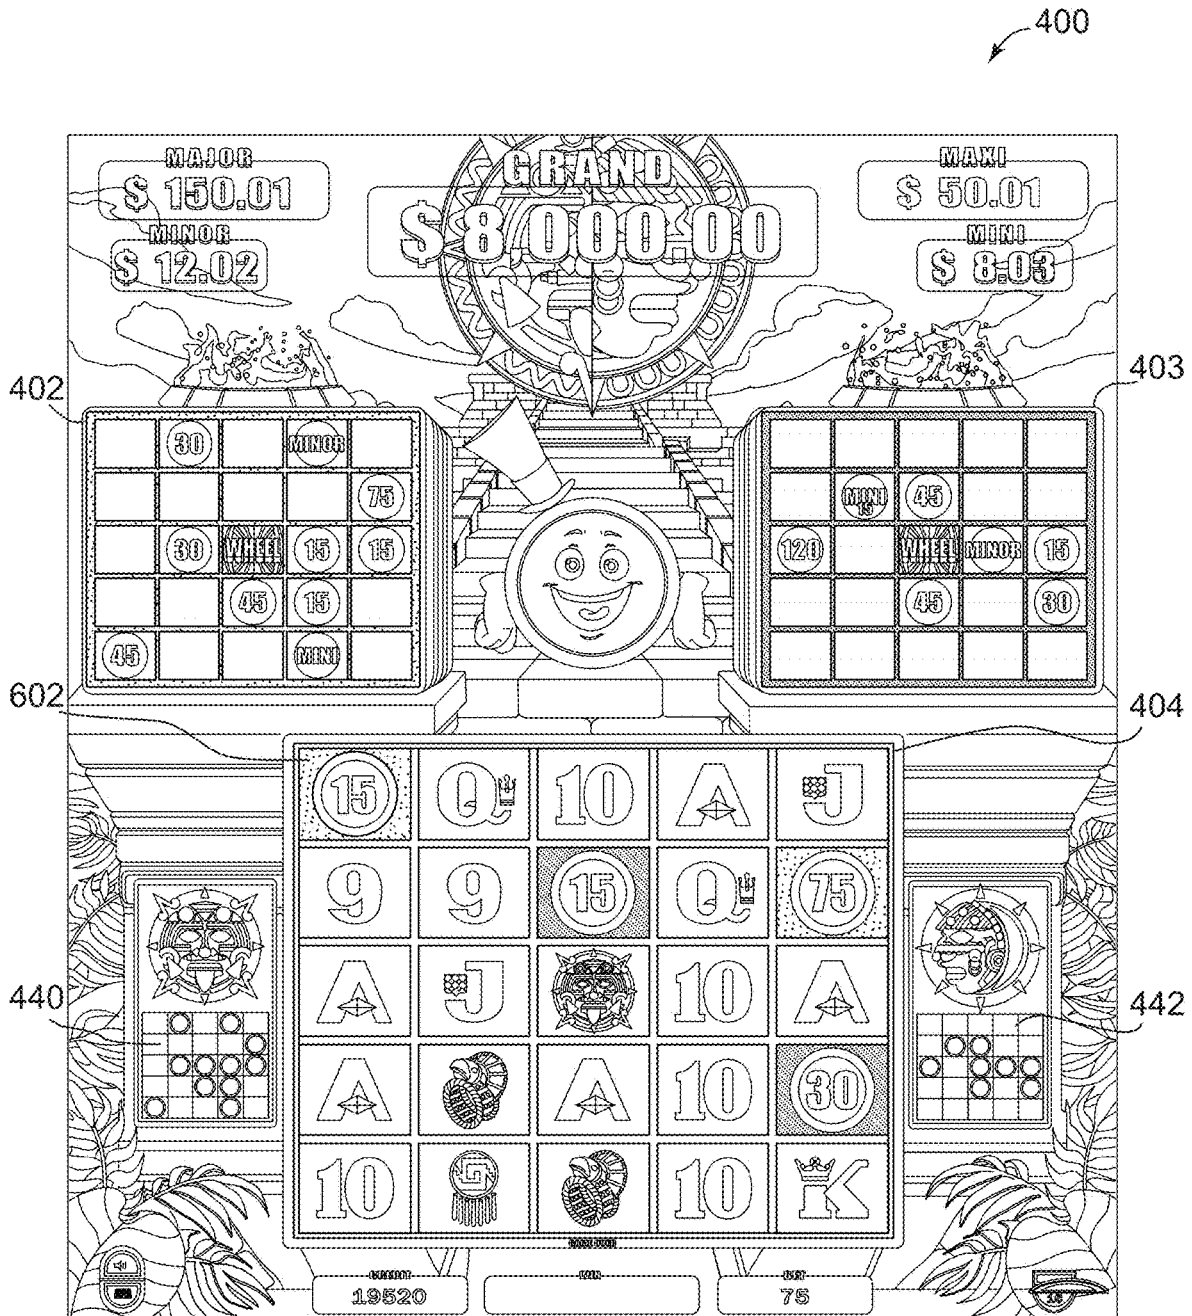 400
MAJOR
$ 150.01
MINOR
$ 12.02
GRAND
$ 8 000.00
MAXI
$ 50.01
MINI
$ 8.03
402
403
30 MINOR
75
30 WHEEL 15 15
45 15
45 MINI
MINI 15 45
120 WHEEL MINOR 15
45 30
602
404
15 Q 10 A J
9 9 15 Q 75
A J 10 A
A A 10 30
10 10 K
440
442
GAME OVER
CREDIT
19520
WIN
BET
75